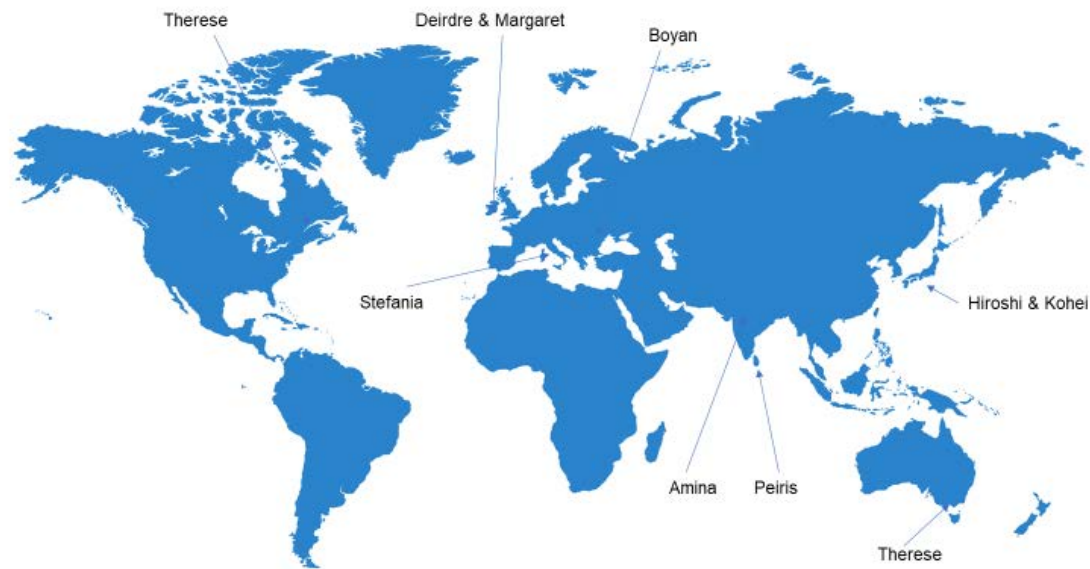 Therese
Deirdre & Margaret
Boyan
Stefania
Hiroshi & Kohei
Amina
Peiris
Therese